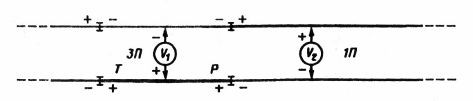 + - - +
- +
3П V₁ V₂ 1П
+ -
T P
- + + -